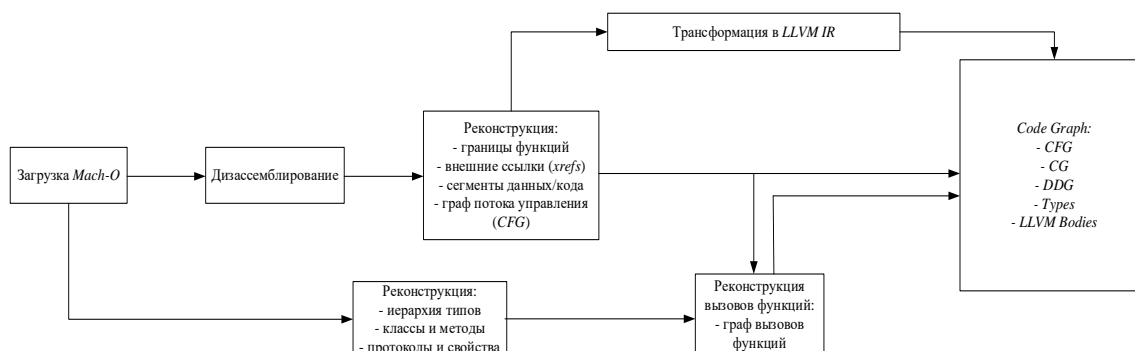 Трансформация в LLVM IR
Загрузка Mach-O
Дизассемблирование
Реконструкция:
- границы функций
- внешние ссылки (xrefs)
- сегменты данных/кода
- граф потока управления
(CFG)
Code Graph:
- CFG
- CG
- DDG
- Types
- LLVM Bodies
Реконструкция:
- иерархия типов
- классы и методы
- протоколы и свойства
Реконструкция
вызовов функций:
- граф вызовов
функций